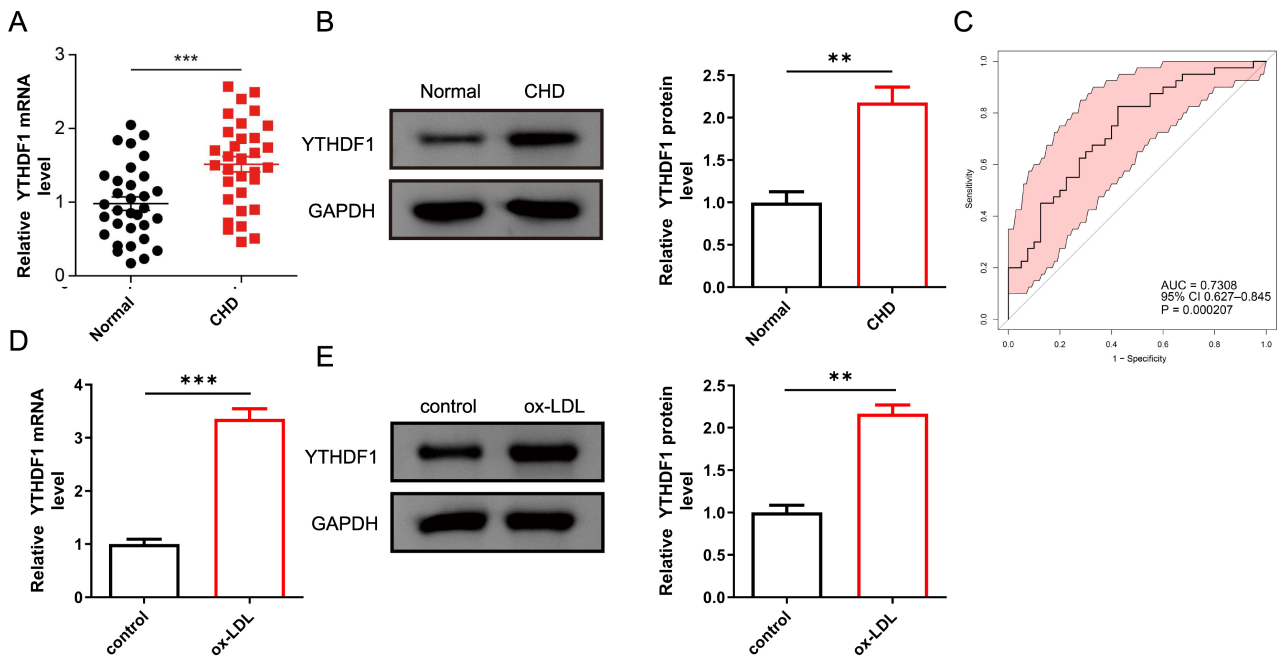 A
Relative YTHDF1 mRNA
level
3
2
1
0
***
Normal
CHD
B
Normal CHD
YTHDF1
GAPDH
Relative YTHDF1 protein
level
2.5
2.0
1.5
1.0
0.5
0.0
**
Normal
CHD
C
Sensitivity
1.0
0.8
0.6
0.4
0.2
0.0
AUC = 0.7308
95% CI 0.627–0.845
P = 0.000207
0.0 0.2 0.4 0.6 0.8 1.0
1 − Specificity
D
Relative YTHDF1 mRNA
level
4
3
2
1
0
***
control
ox-LDL
E
control ox-LDL
YTHDF1
GAPDH
Relative YTHDF1 protein
level
2.5
2.0
1.5
1.0
0.5
0.0
**
control
ox-LDL